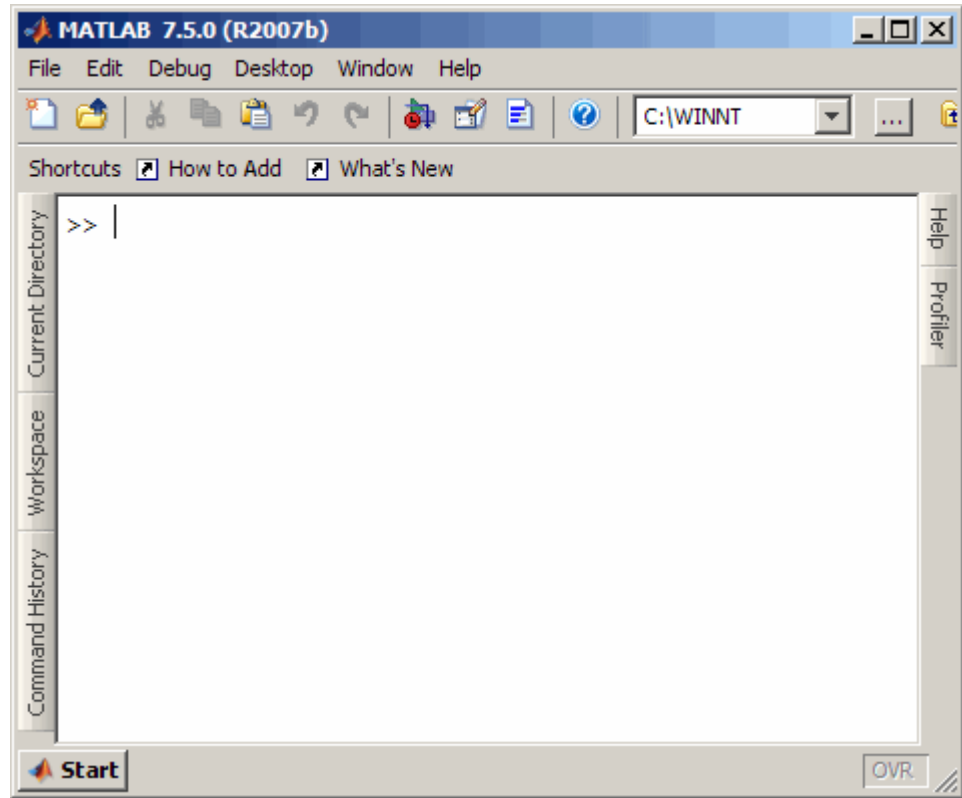 MATLAB 7.5.0 (R2007b)
File Edit Debug Desktop Window Help
C:\WINNT ...
Shortcuts How to Add What's New
Current Directory
Workspace
Command History
>>
Help
Profiler
Start
OVR